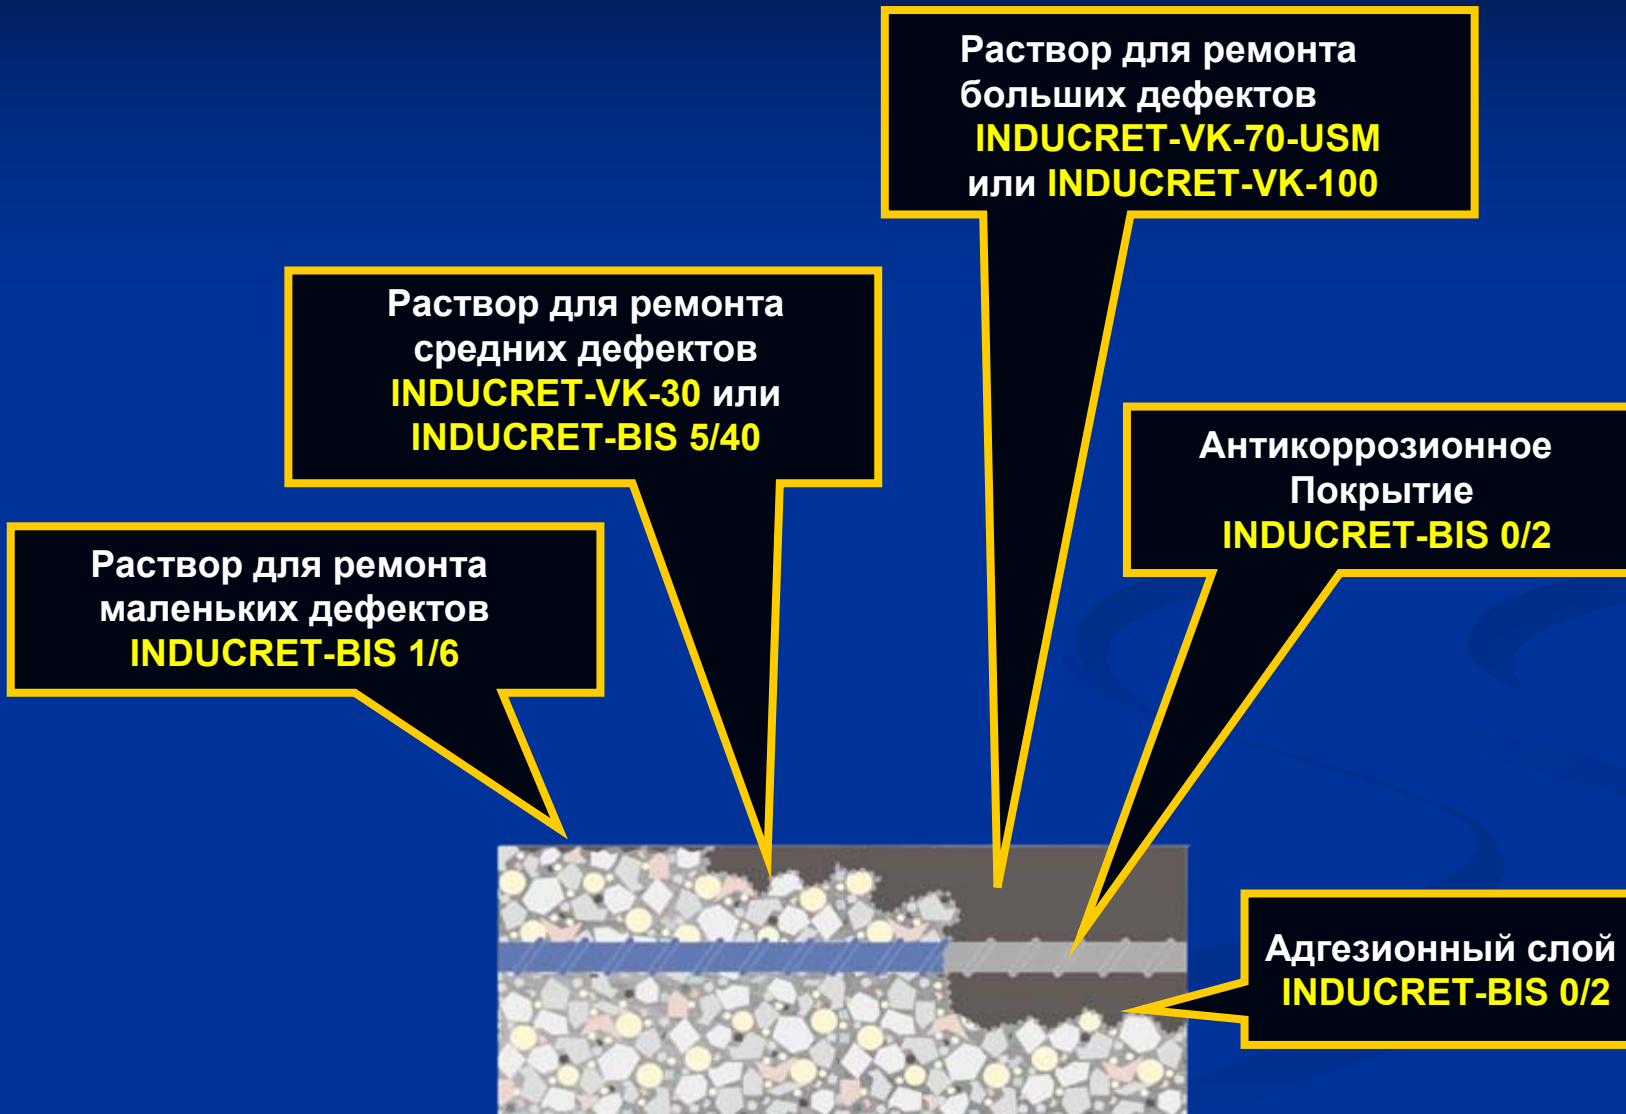 Раствор для ремонта
больших дефектов
INDUCRET-VK-70-USM
или INDUCRET-VK-100
Раствор для ремонта
средних дефектов
INDUCRET-VK-30 или
INDUCRET-BIS 5/40
Антикоррозионное
Покрытие
INDUCRET-BIS 0/2
Раствор для ремонта
маленьких дефектов
INDUCRET-BIS 1/6
Адгезионный слой
INDUCRET-BIS 0/2